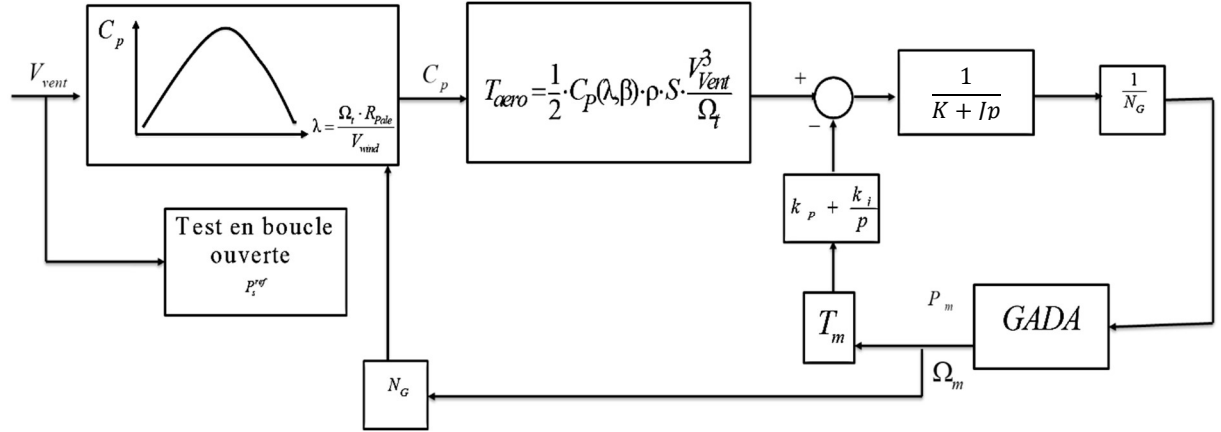 V_vent
C_p
λ = Ω_t · R_Pale / V_wind
C_p
T_aero = 1/2 · C_P(λ,β) · ρ · S · V_Vent^3 / Ω_t
+
−
1 / (K + Jp)
1 / N_G
k_p + k_i / p
Test en boucle
ouverte
P_s^ref
T_m
P_m
GADA
Ω_m
N_G